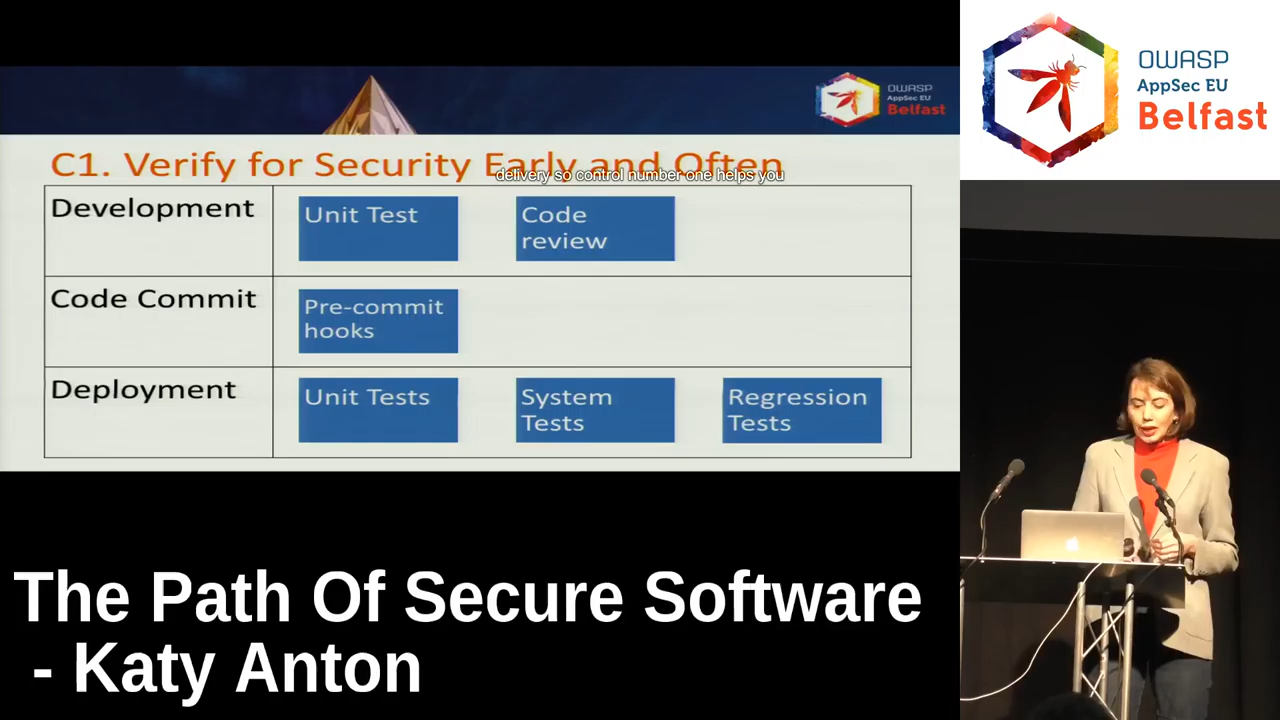 OWASP
AppSec EU
Belfast
OWASP
AppSec EU
Belfast
C1. Verify for Security Early and Often
delivery so control number one helps you
Development
Unit Test
Code
review
Code Commit
Pre-commit
hooks
Deployment
Unit Tests
System
Tests
Regression
Tests
The Path Of Secure Software
- Katy Anton